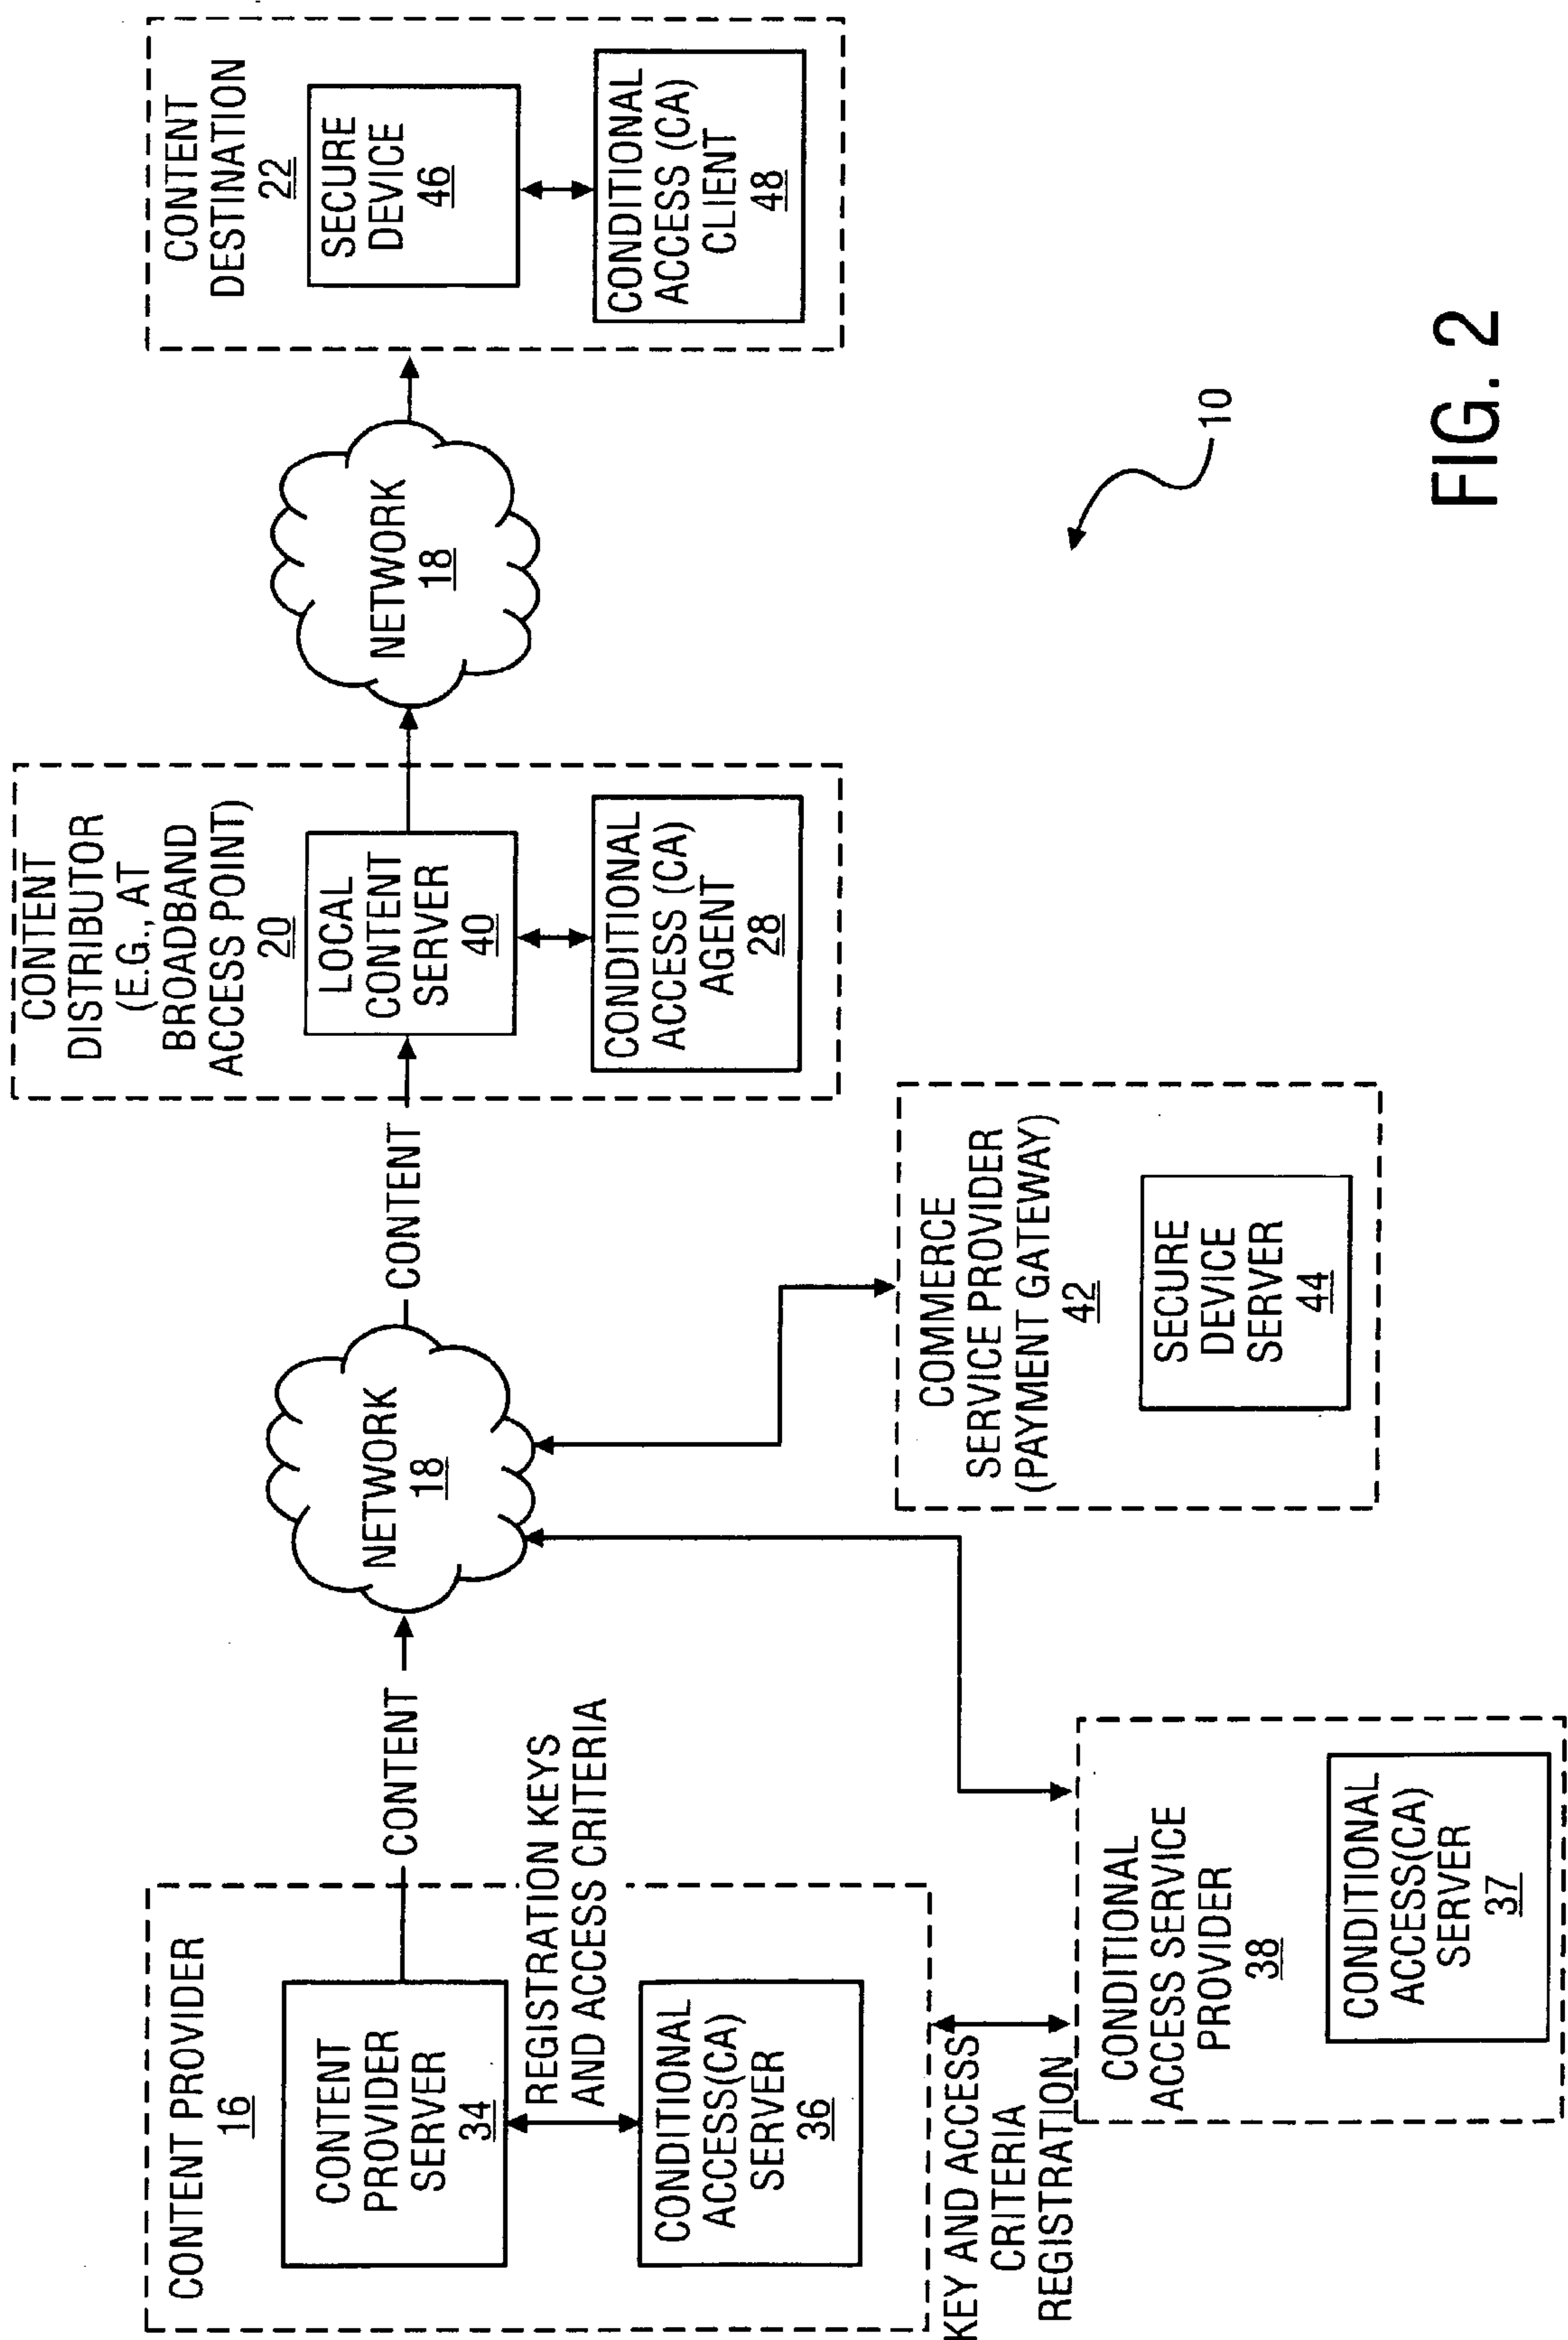 CONTENT PROVIDER
16
CONTENT
PROVIDER
SERVER
34
REGISTRATION KEYS
AND ACCESS CRITERIA
CONDITIONAL
ACCESS(CA)
SERVER
36
KEY AND ACCESS
CRITERIA
REGISTRATION
CONDITIONAL
ACCESS SERVICE
PROVIDER
38
CONDITIONAL
ACCESS(CA)
SERVER
37
CONTENT
NETWORK
18
COMMERCE
SERVICE PROVIDER
(PAYMENT GATEWAY)
42
SECURE
DEVICE
SERVER
44
CONTENT
CONTENT
DISTRIBUTOR
(E.G., AT
BROADBAND
ACCESS POINT)
20
LOCAL
CONTENT
SERVER
40
CONDITIONAL
ACCESS (CA)
AGENT
28
NETWORK
18
CONTENT
DESTINATION
22
SECURE
DEVICE
46
CONDITIONAL
ACCESS (CA)
CLIENT
48
10
FIG. 2